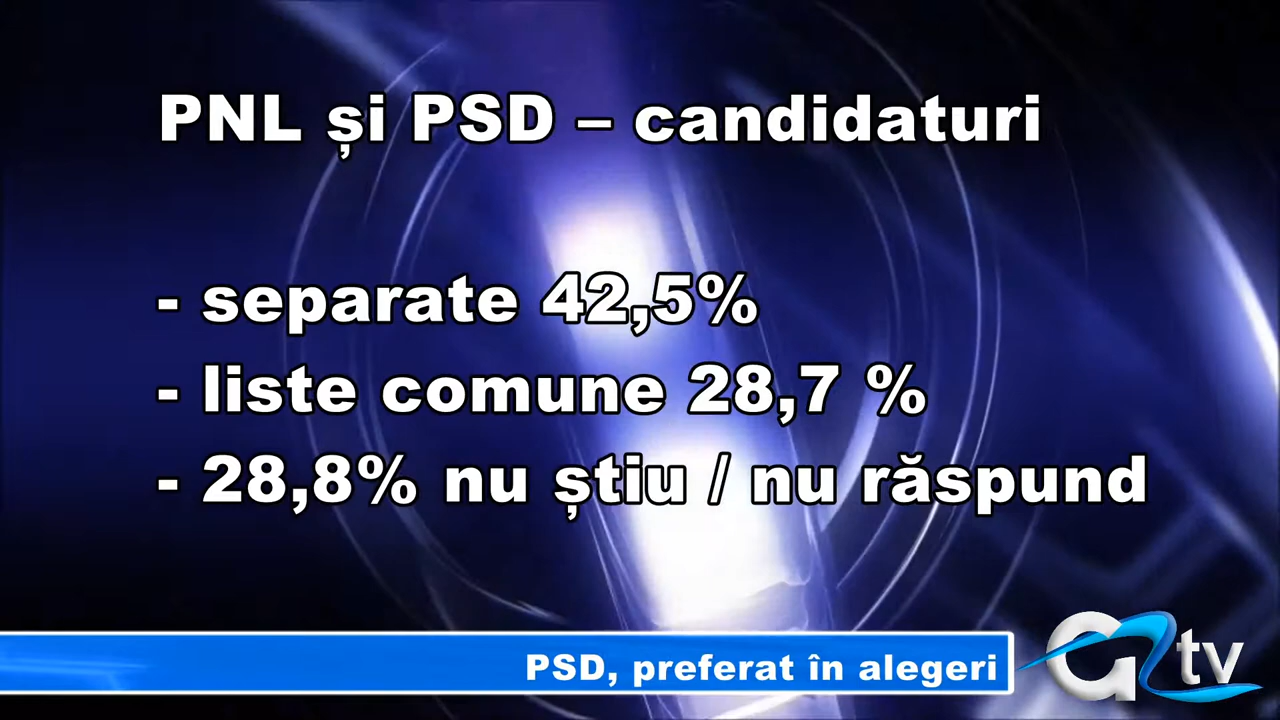 PNL și PSD – candidaturi
- separate 42,5%
- liste comune 28,7 %
- 28,8% nu știu / nu răspund
PSD, preferat în alegeri
tv